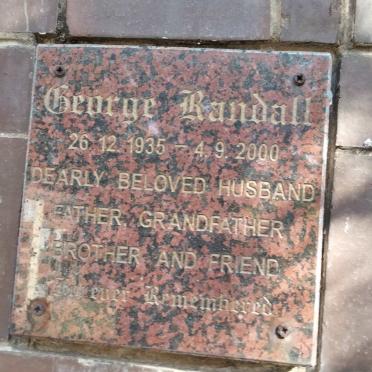 George Randall
26.12.1935 - 4.9.2000
DEARLY BELOVED HUSBAND
FATHER, GRANDFATHER
BROTHER AND FRIEND
Forever Remembered